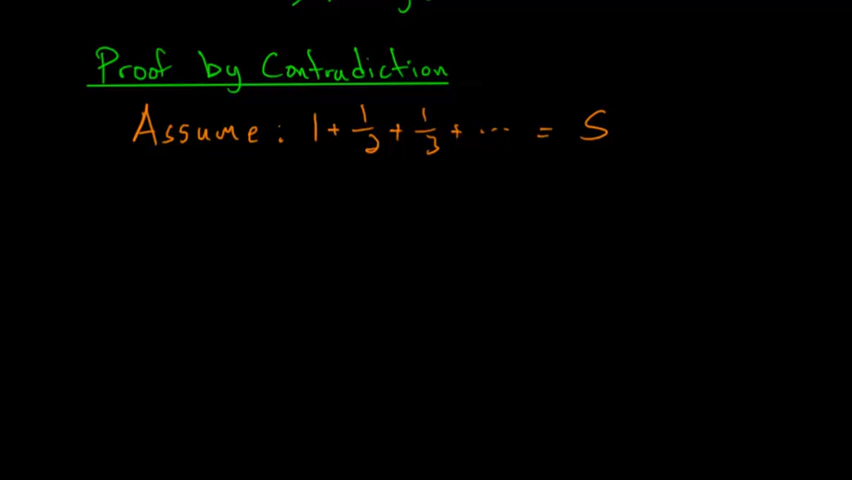 Proof by Contradiction
Assume: 1 + 1/2 + 1/3 + ... = S